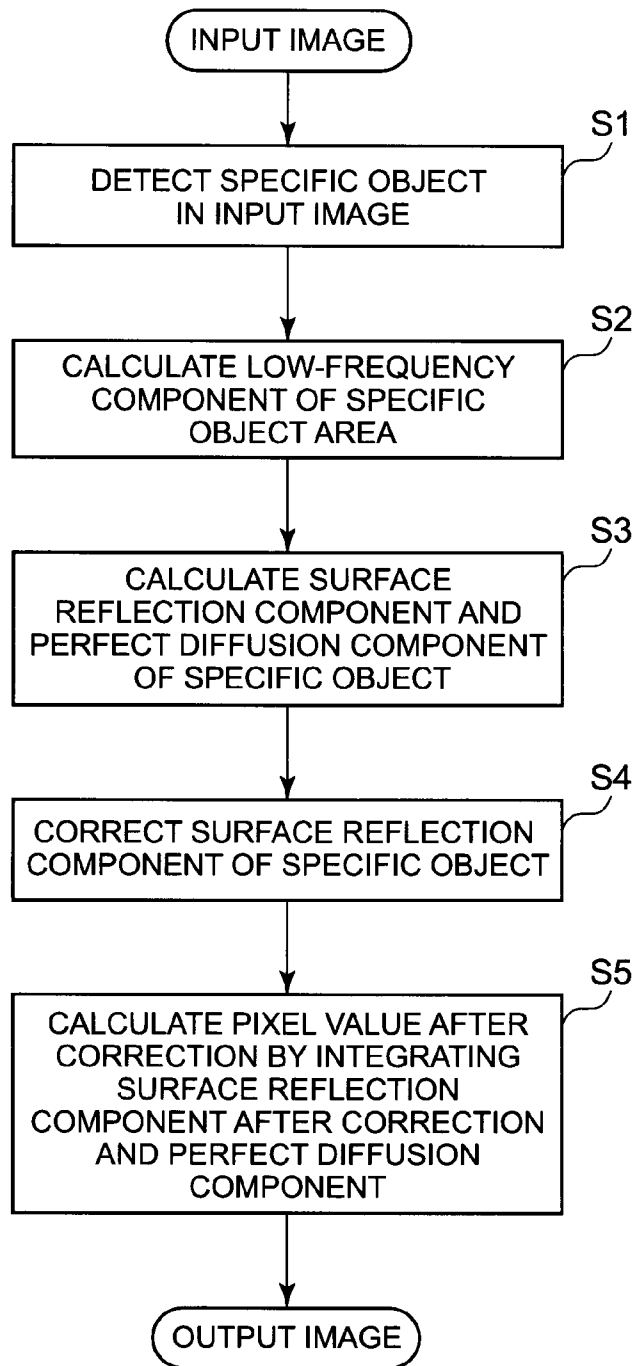 INPUT IMAGE
S1
DETECT SPECIFIC OBJECT
IN INPUT IMAGE
S2
CALCULATE LOW-FREQUENCY
COMPONENT OF SPECIFIC
OBJECT AREA
S3
CALCULATE SURFACE
REFLECTION COMPONENT AND
PERFECT DIFFUSION COMPONENT
OF SPECIFIC OBJECT
S4
CORRECT SURFACE REFLECTION
COMPONENT OF SPECIFIC OBJECT
S5
CALCULATE PIXEL VALUE AFTER
CORRECTION BY INTEGRATING
SURFACE REFLECTION
COMPONENT AFTER CORRECTION
AND PERFECT DIFFUSION
COMPONENT
OUTPUT IMAGE